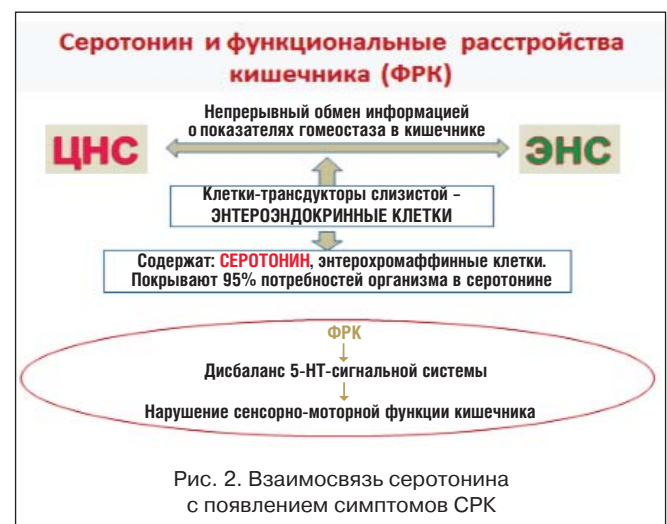 Серотонин и функциональные расстройства
кишечника (ФРК)
Непрерывный обмен информацией
о показателях гомеостаза в кишечнике
ЦНС
ЭНС
Клетки-трансдукторы слизистой –
ЭНТЕРОЭНДОКРИННЫЕ КЛЕТКИ
Содержат: СЕРОТОНИН, энтерохромаффинные клетки.
Покрывают 95% потребностей организма в серотонине
ФРК
Дисбаланс 5-НТ-сигнальной системы
Нарушение сенсорно-моторной функции кишечника
Рис. 2. Взаимосвязь серотонина
с появлением симптомов СРК